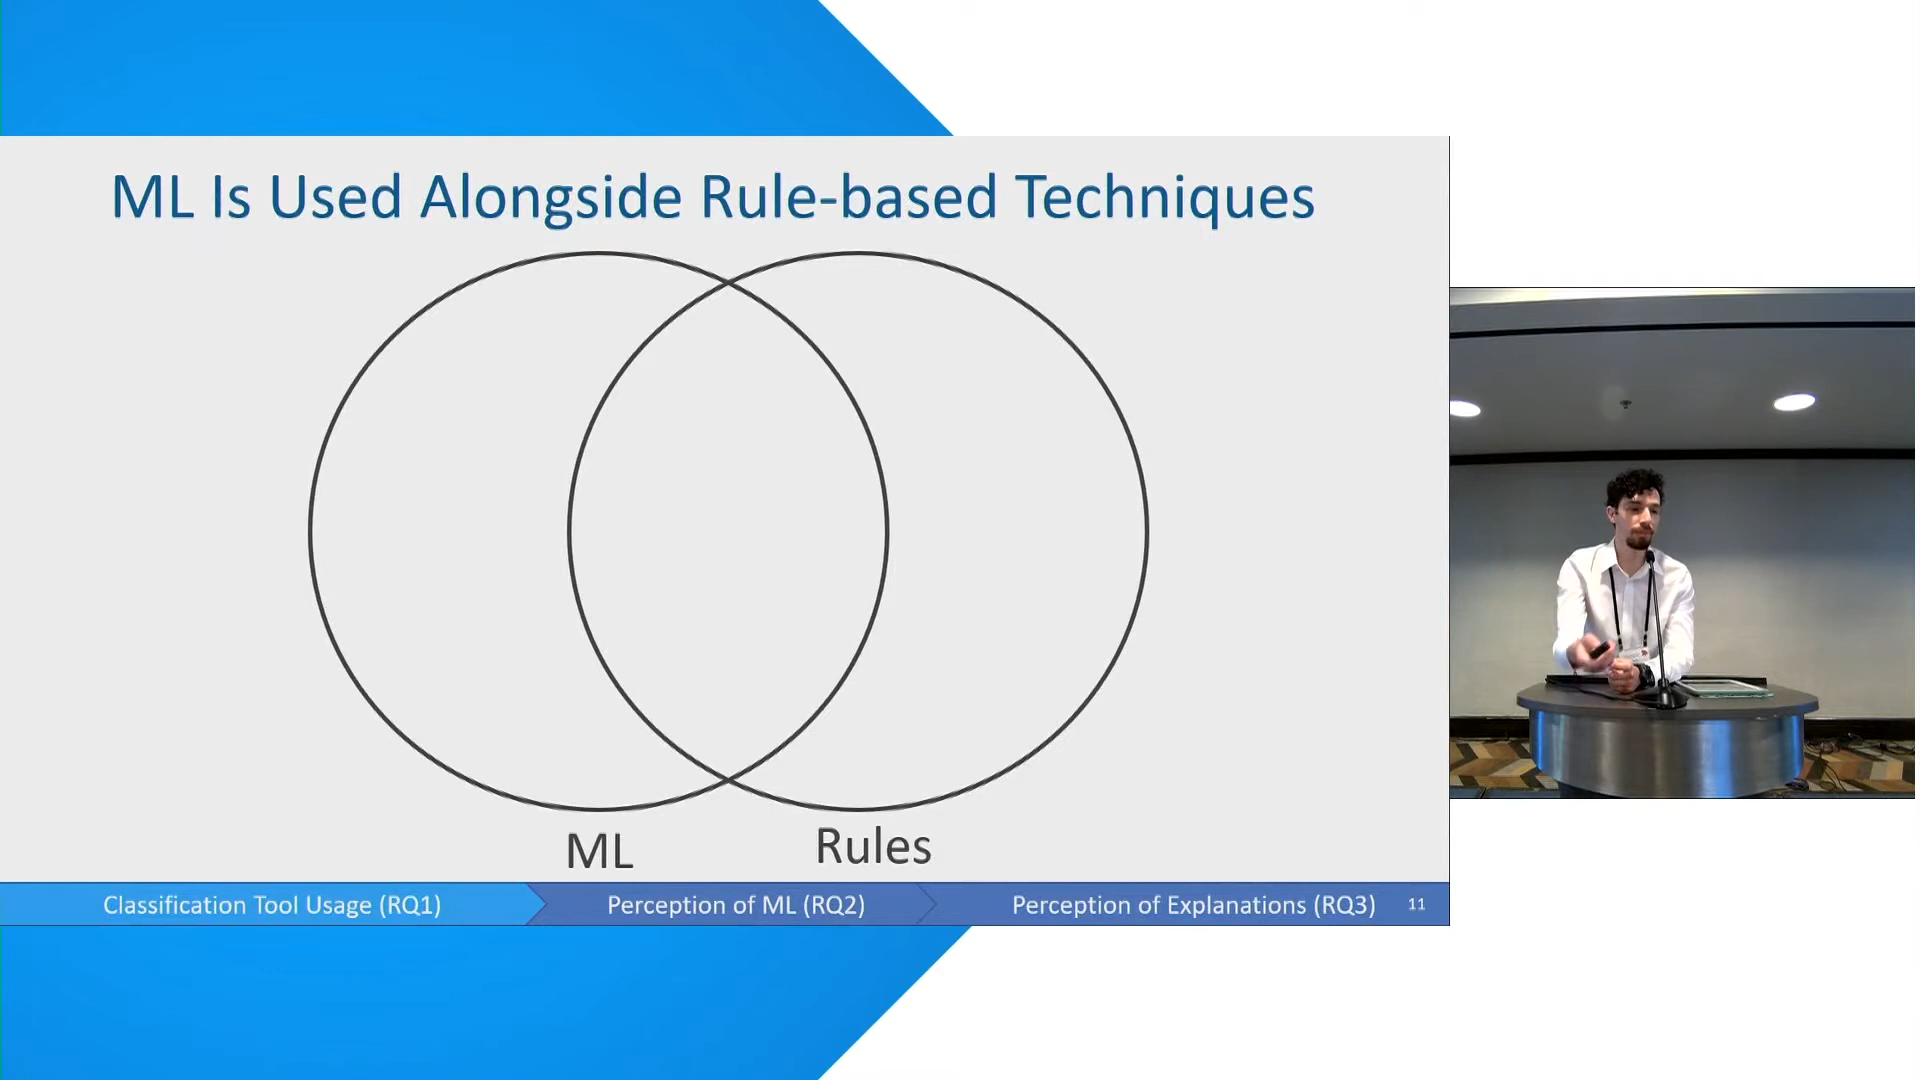 ML Is Used Alongside Rule-based Techniques
ML
Rules
Classification Tool Usage (RQ1)
Perception of ML (RQ2)
Perception of Explanations (RQ3)
11